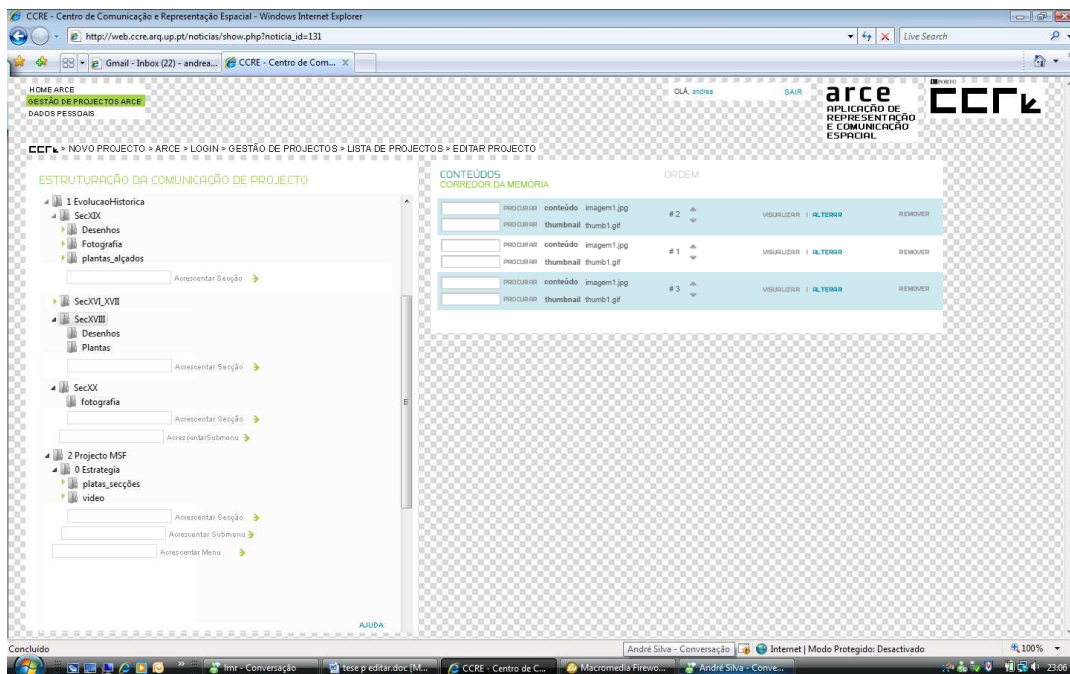 CCRE - Centro de Comunicação e Representação Espacial - Windows Internet Explorer
http://web.ccre.arq.up.pt/noticias/show.php?noticia_id=131
Live Search
Gmail - Inbox (22) - andrea...
CCRE - Centro de Com... X
HOME ARCE
GESTÃO DE PROJECTOS ARCE
DADOS PESSOAIS
OLÁ, andrea
SAIR
arce
APLICAÇÃO DE
REPRESENTAÇÃO
E COMUNICAÇÃO
ESPACIAL
U.PORTO
ccre
ccre > NOVO PROJECTO > ARCE > LOGIN > GESTÃO DE PROJECTOS > LISTA DE PROJECTOS > EDITAR PROJECTO
ESTRUTURAÇÃO DA COMUNICAÇÃO DE PROJECTO
1 EvolucaoHistorica
SecXIX
Desenhos
Fotografia
plantas_alçados
Acrescentar Secção
SecXVI_XVII
SecXVIII
Desenhos
Plantas
Acrescentar Secção
SecXX
fotografia
Acrescentar Secção
AcrescentarSubmenu
2 Projecto MSF
0 Estrategia
platas_secções
video
Acrescentar Secção
Acrescentar Submenu
Acrescentar Menu
AJUDA
CONTEÚDOS
CORREDOR DA MEMÓRIA
ORDEM
PROCURAR conteúdo imagem1.jpg
PROCURAR thumbnail thumb1.gif
# 2
VISUALIZAR | ALTERAR
REMOVER
PROCURAR conteúdo imagem1.jpg
PROCURAR thumbnail thumb1.gif
# 1
VISUALIZAR | ALTERAR
REMOVER
PROCURAR conteúdo imagem1.jpg
PROCURAR thumbnail thumb1.gif
# 3
VISUALIZAR | ALTERAR
REMOVER
Concluído
André Silva - Conversação
Internet | Modo Protegido: Desactivado
100%
Imr - Conversação
tese p editar.doc [M...
CCRE - Centro de C...
Macromedia Firewo...
André Silva - Conve...
23:06